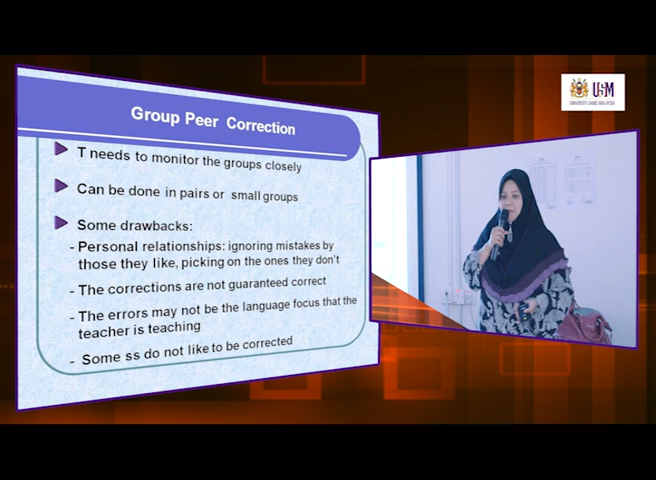 Group Peer Correction
T needs to monitor the groups closely
Can be done in pairs or small groups
Some drawbacks:
- Personal relationships: ignoring mistakes by
those they like, picking on the ones they don't
- The corrections are not guaranteed correct
- The errors may not be the language focus that the
teacher is teaching
- Some ss do not like to be corrected
USM
UNIVERSITI SAINS MALAYSIA